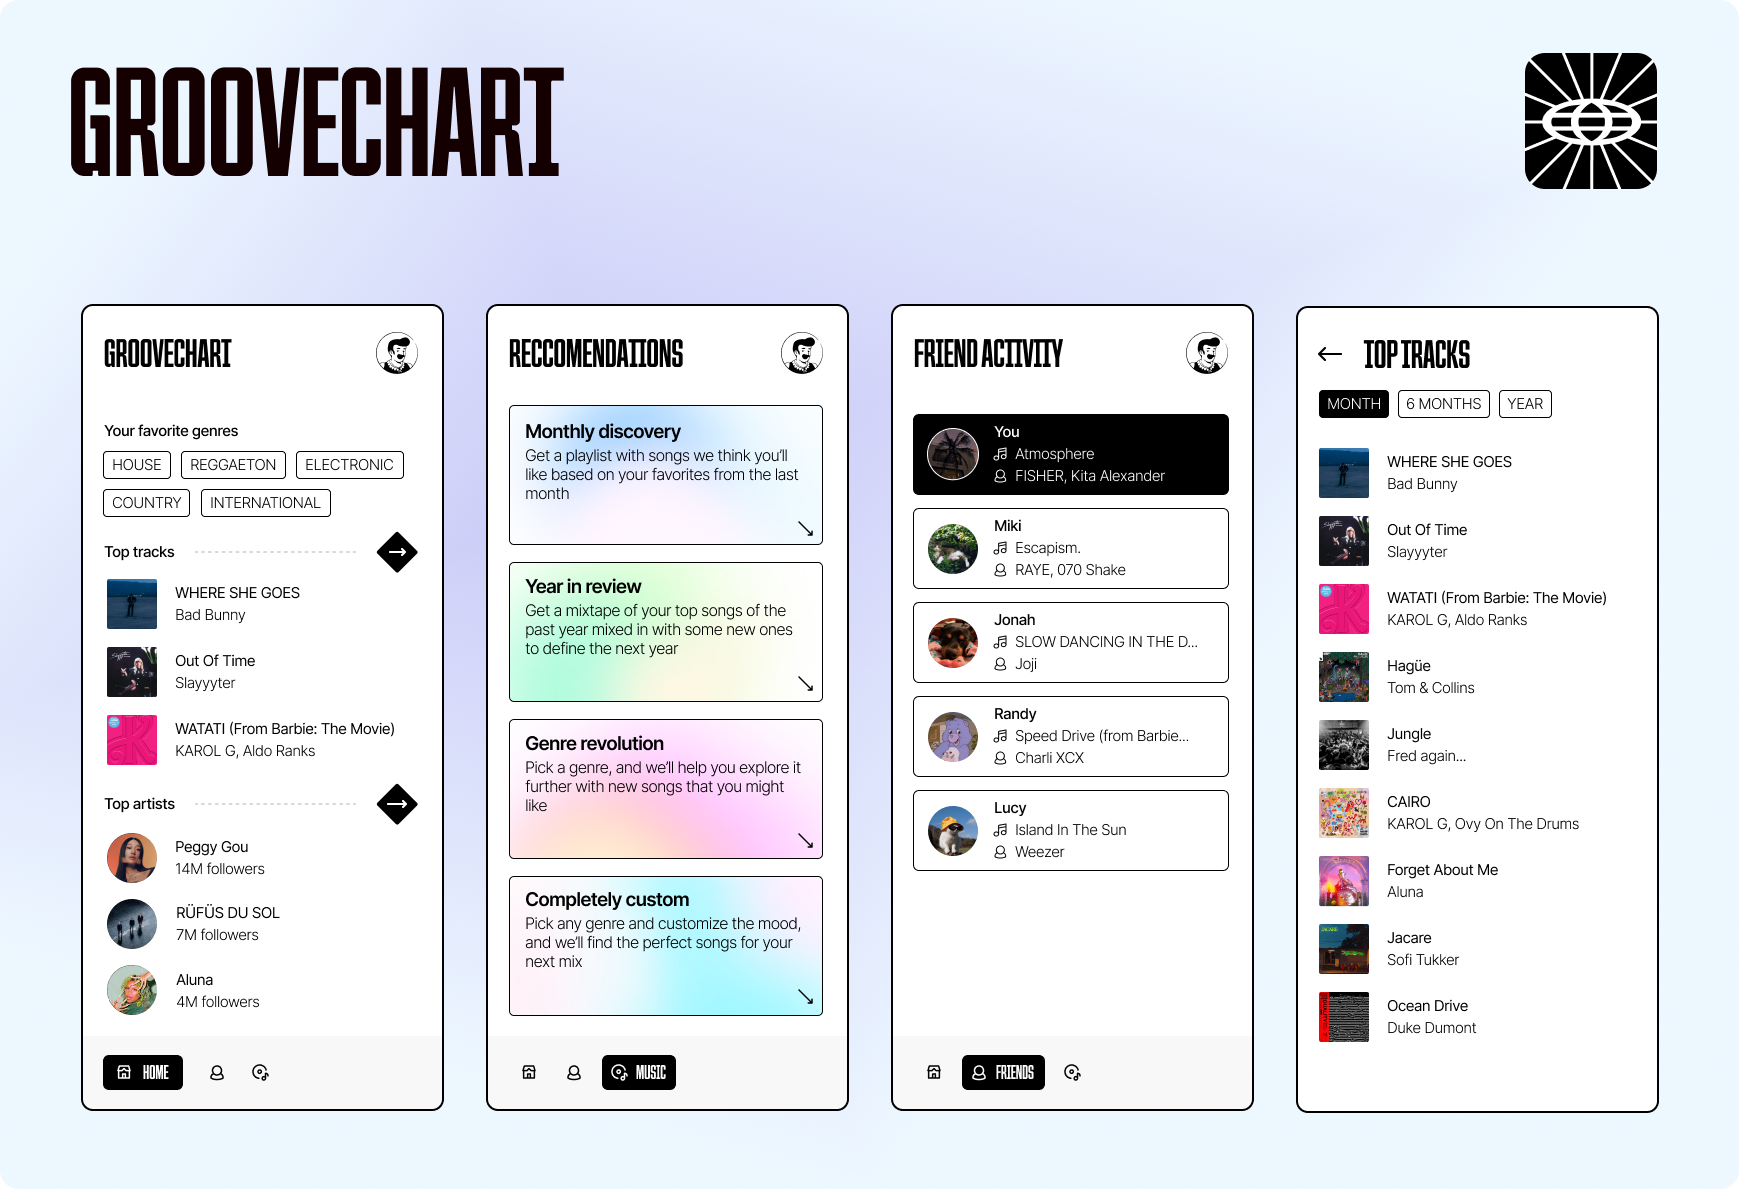 GROOVECHART
GROOVECHART
Your favorite genres
HOUSE REGGAETON ELECTRONIC
COUNTRY INTERNATIONAL
Top tracks
WHERE SHE GOES
Bad Bunny
Out Of Time
Slayyyter
WATATI (From Barbie: The Movie)
KAROL G, Aldo Ranks
Top artists
Peggy Gou
14M followers
RÜFÜS DU SOL
7M followers
Aluna
4M followers
HOME
RECCOMENDATIONS
Monthly discovery
Get a playlist with songs we think you'll
like based on your favorites from the last
month
Year in review
Get a mixtape of your top songs of the
past year mixed in with some new ones
to define the next year
Genre revolution
Pick a genre, and we'll help you explore it
further with new songs that you might
like
Completely custom
Pick any genre and customize the mood,
and we'll find the perfect songs for your
next mix
MUSIC
FRIEND ACTIVITY
You
Atmosphere
FISHER, Kita Alexander
Miki
Escapism.
RAYE, 070 Shake
Jonah
SLOW DANCING IN THE D...
Joji
Randy
Speed Drive (from Barbie...
Charli XCX
Lucy
Island In The Sun
Weezer
FRIENDS
TOP TRACKS
MONTH 6 MONTHS YEAR
WHERE SHE GOES
Bad Bunny
Out Of Time
Slayyyter
WATATI (From Barbie: The Movie)
KAROL G, Aldo Ranks
Hagüe
Tom & Collins
Jungle
Fred again...
CAIRO
KAROL G, Ovy On The Drums
Forget About Me
Aluna
JACARE
Jacare
Sofi Tukker
Ocean Drive
Duke Dumont